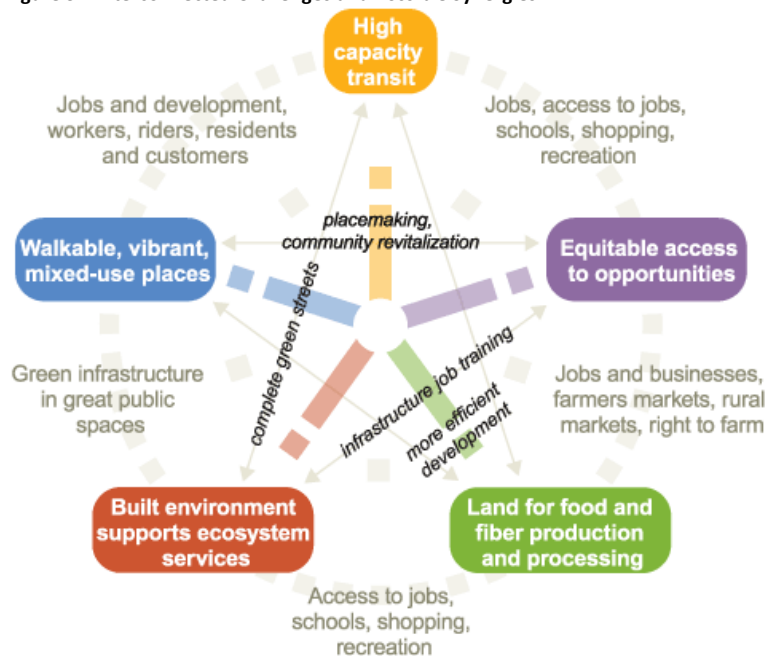 High
capacity
transit
Jobs and development,
workers, riders, residents
and customers
Jobs, access to jobs,
schools, shopping,
recreation
placemaking,
community revitalization
Walkable, vibrant,
mixed-use places
Equitable access
to opportunities
complete green streets
infrastructure job training
more efficient
development
Green infrastructure
in great public
spaces
Jobs and businesses,
farmers markets, rural
markets, right to farm
Built environment
supports ecosystem
services
Land for food and
fiber production
and processing
Access to jobs,
schools, shopping,
recreation